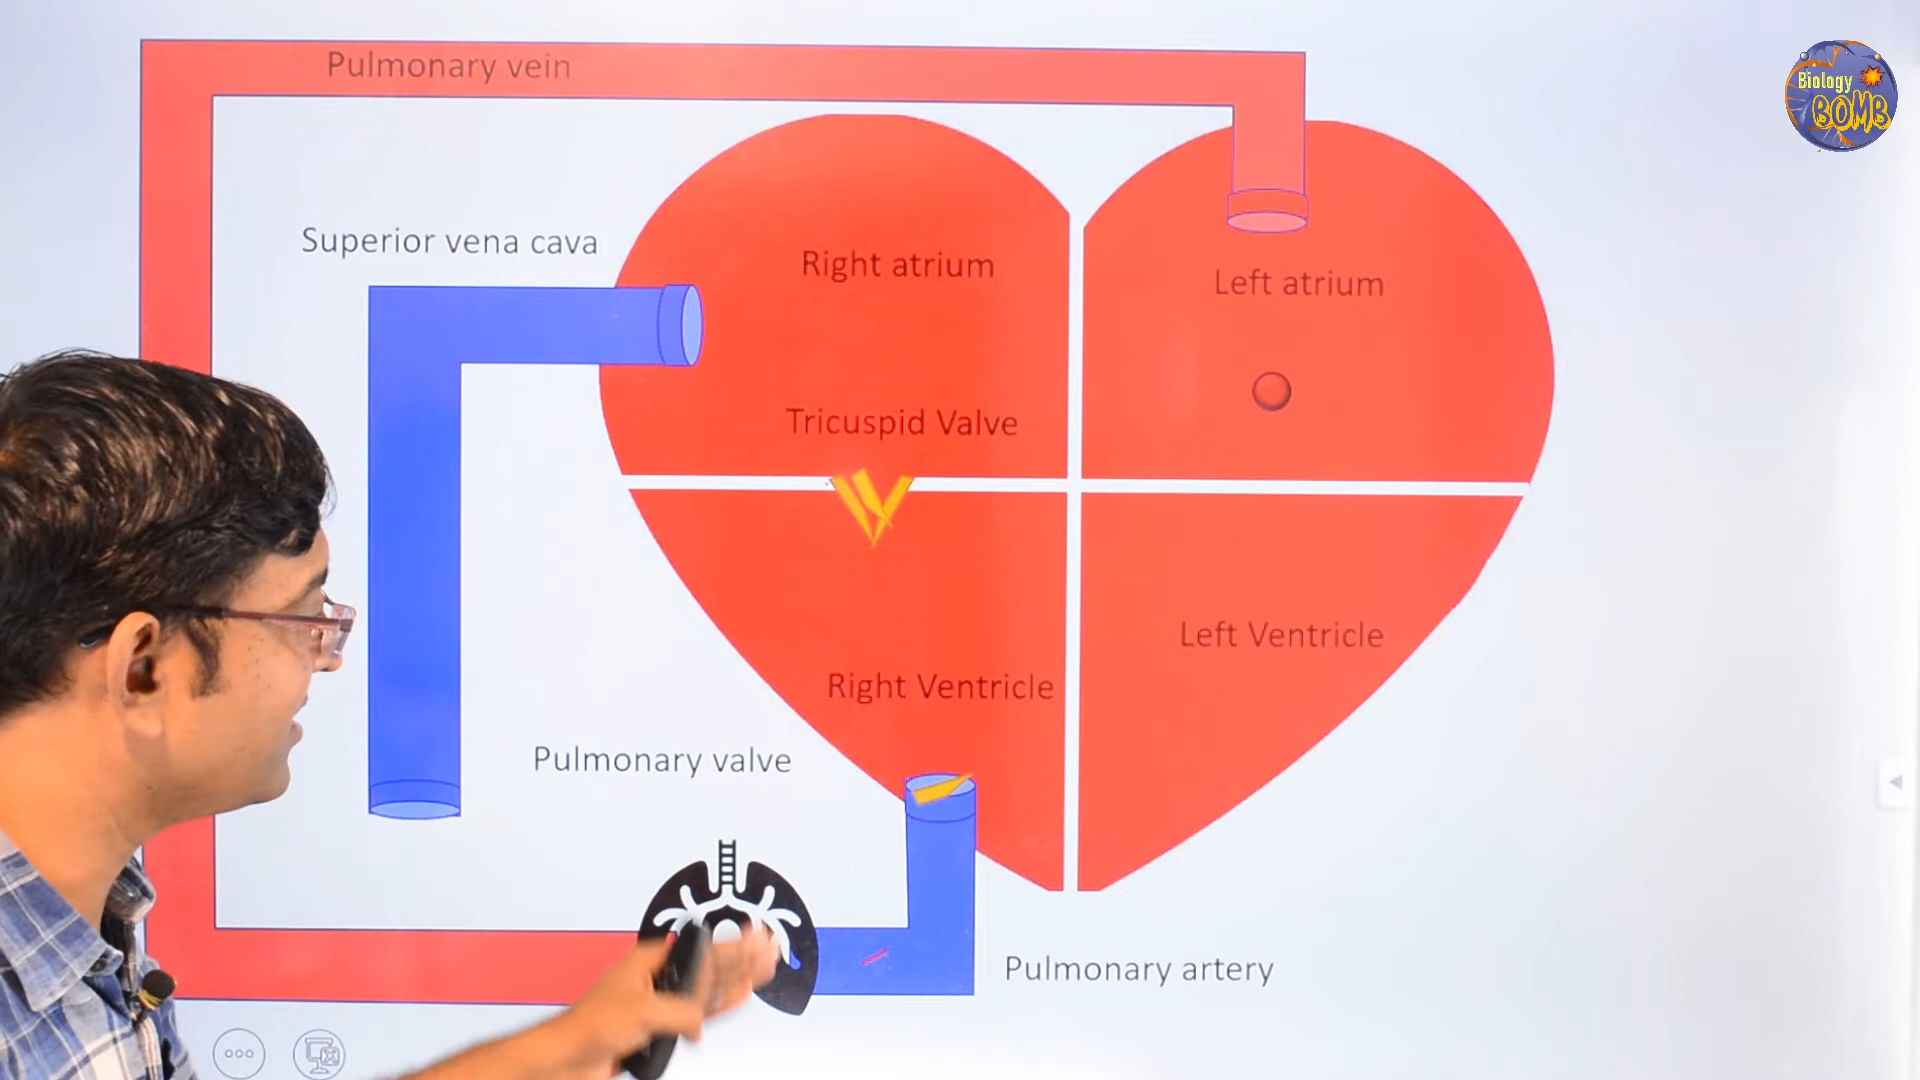 Pulmonary vein
Biology
BOMB
Superior vena cava
Right atrium
Left atrium
Tricuspid Valve
Left Ventricle
Right Ventricle
Pulmonary valve
Pulmonary artery